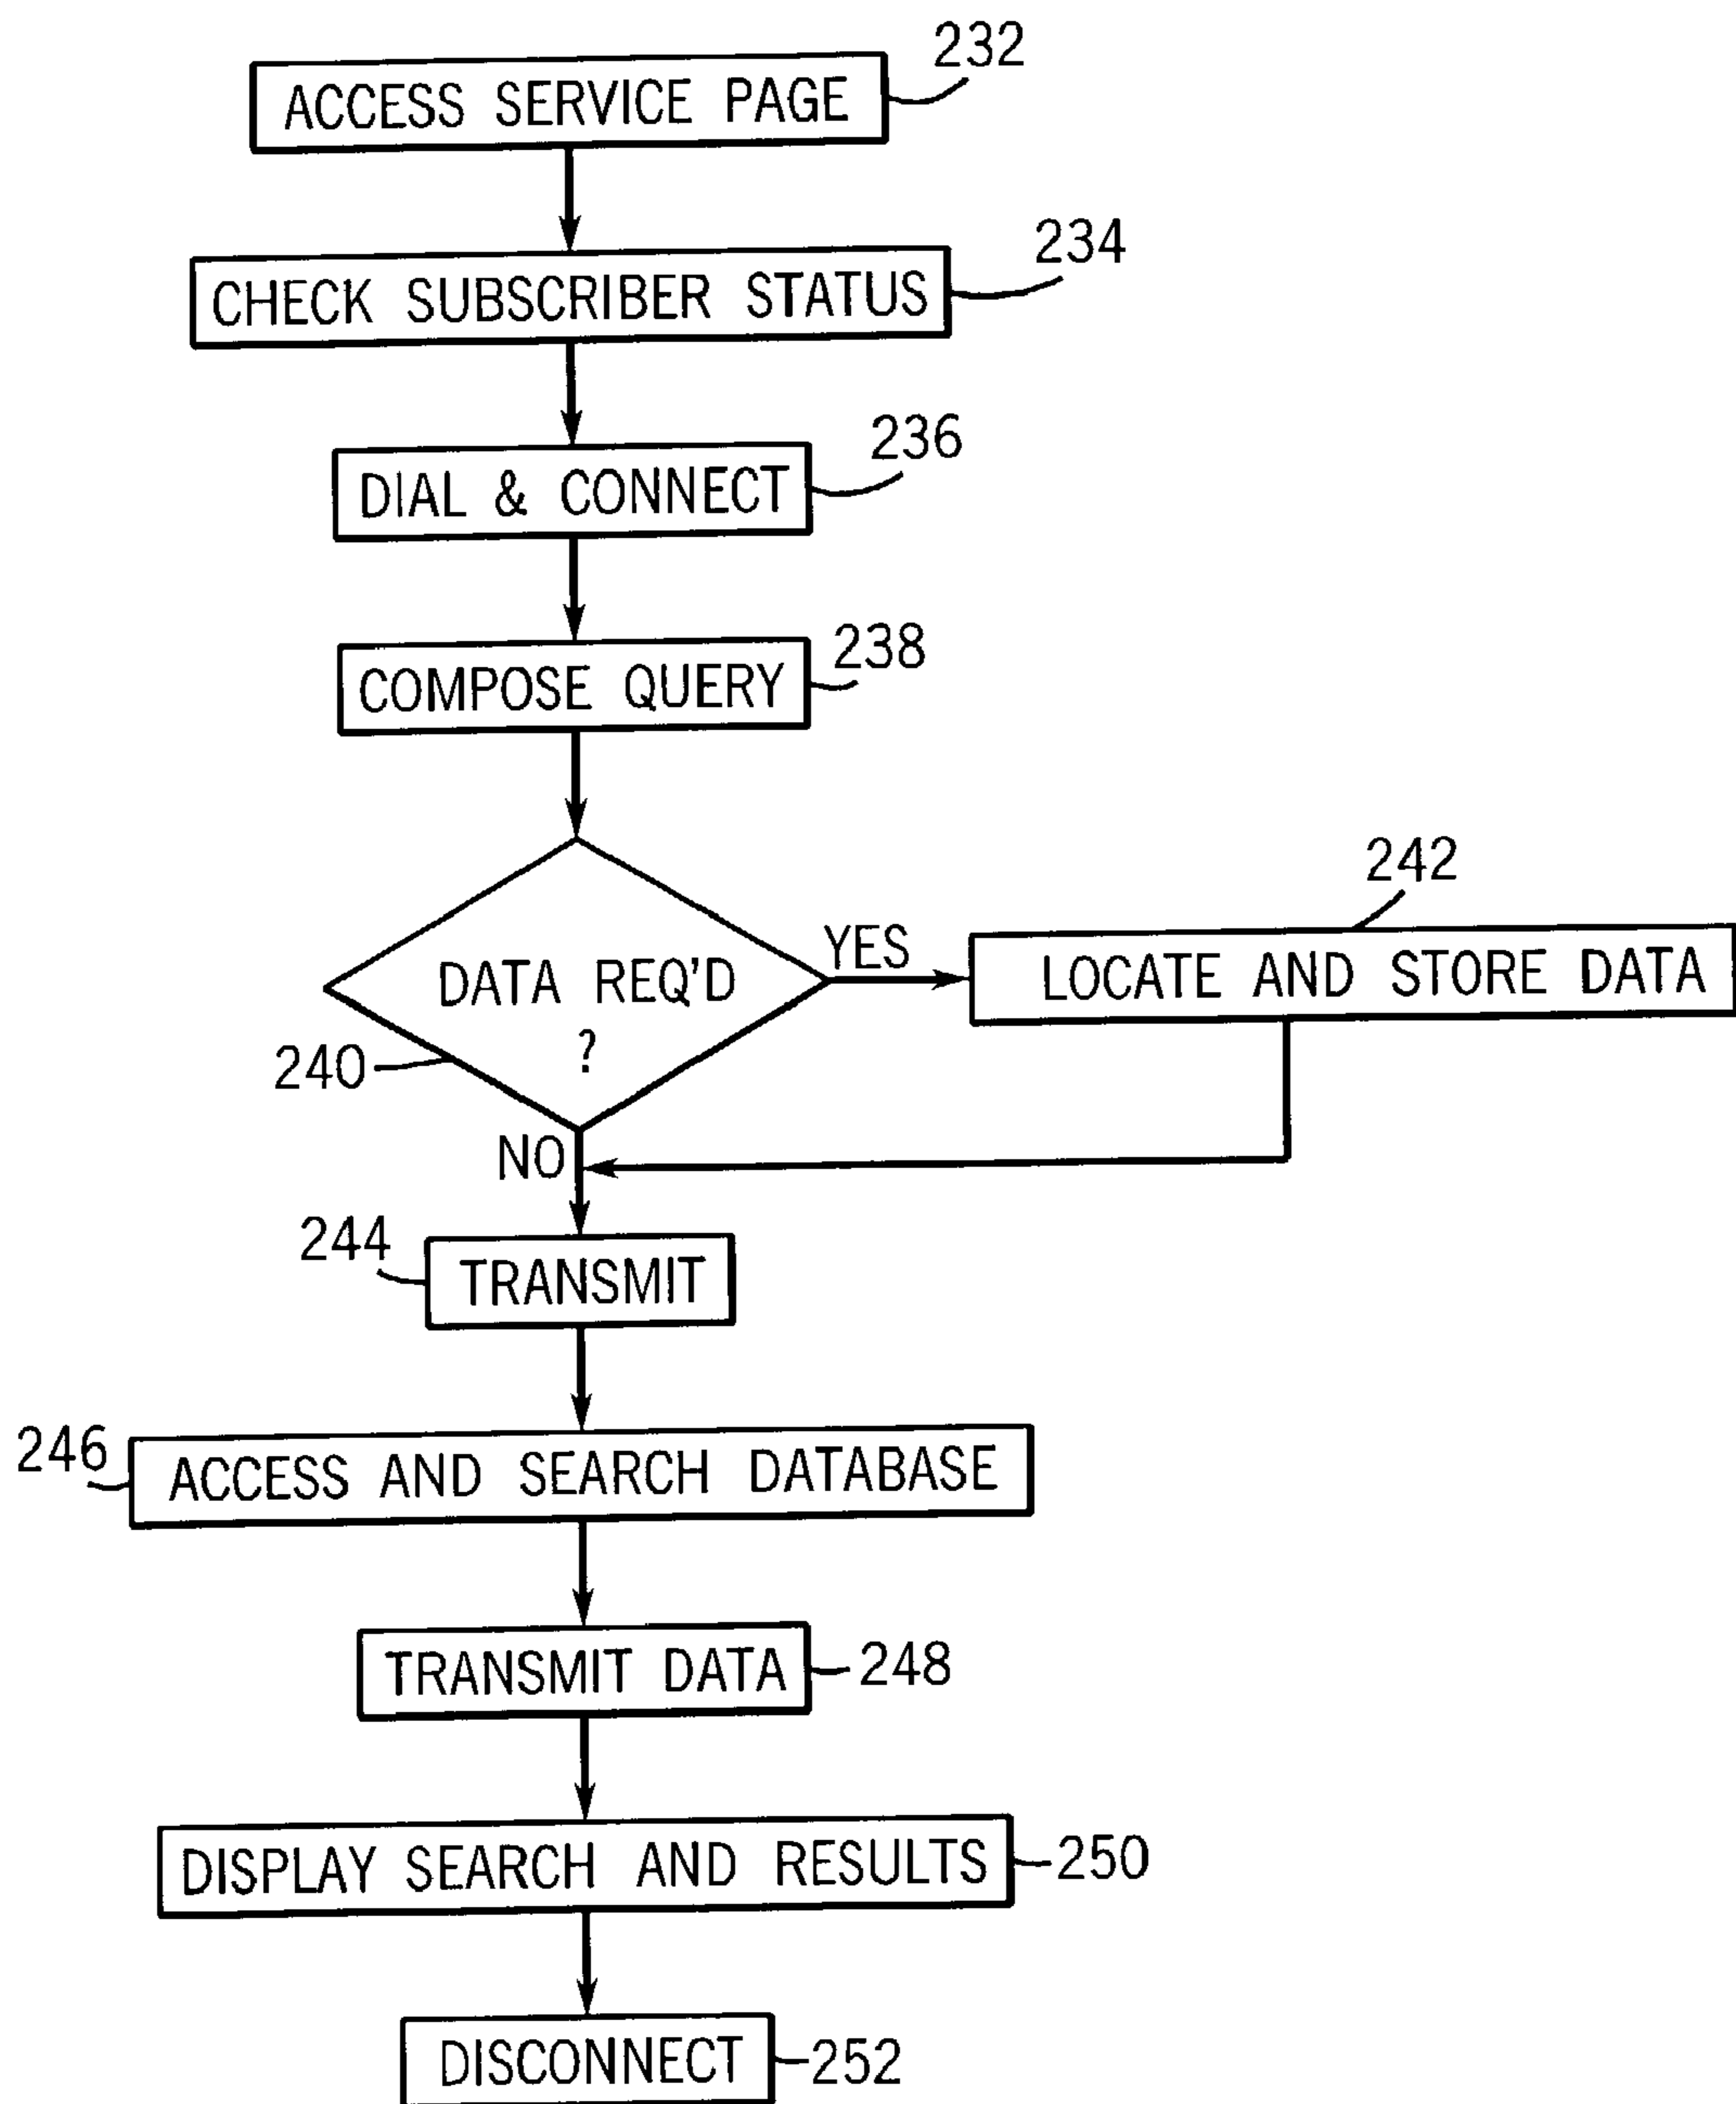 232
ACCESS SERVICE PAGE
234
CHECK SUBSCRIBER STATUS
236
DIAL & CONNECT
238
COMPOSE QUERY
242
YES
DATA REQ'D
?
LOCATE AND STORE DATA
240
NO
244
TRANSMIT
246
ACCESS AND SEARCH DATABASE
TRANSMIT DATA
248
DISPLAY SEARCH AND RESULTS
250
DISCONNECT
252